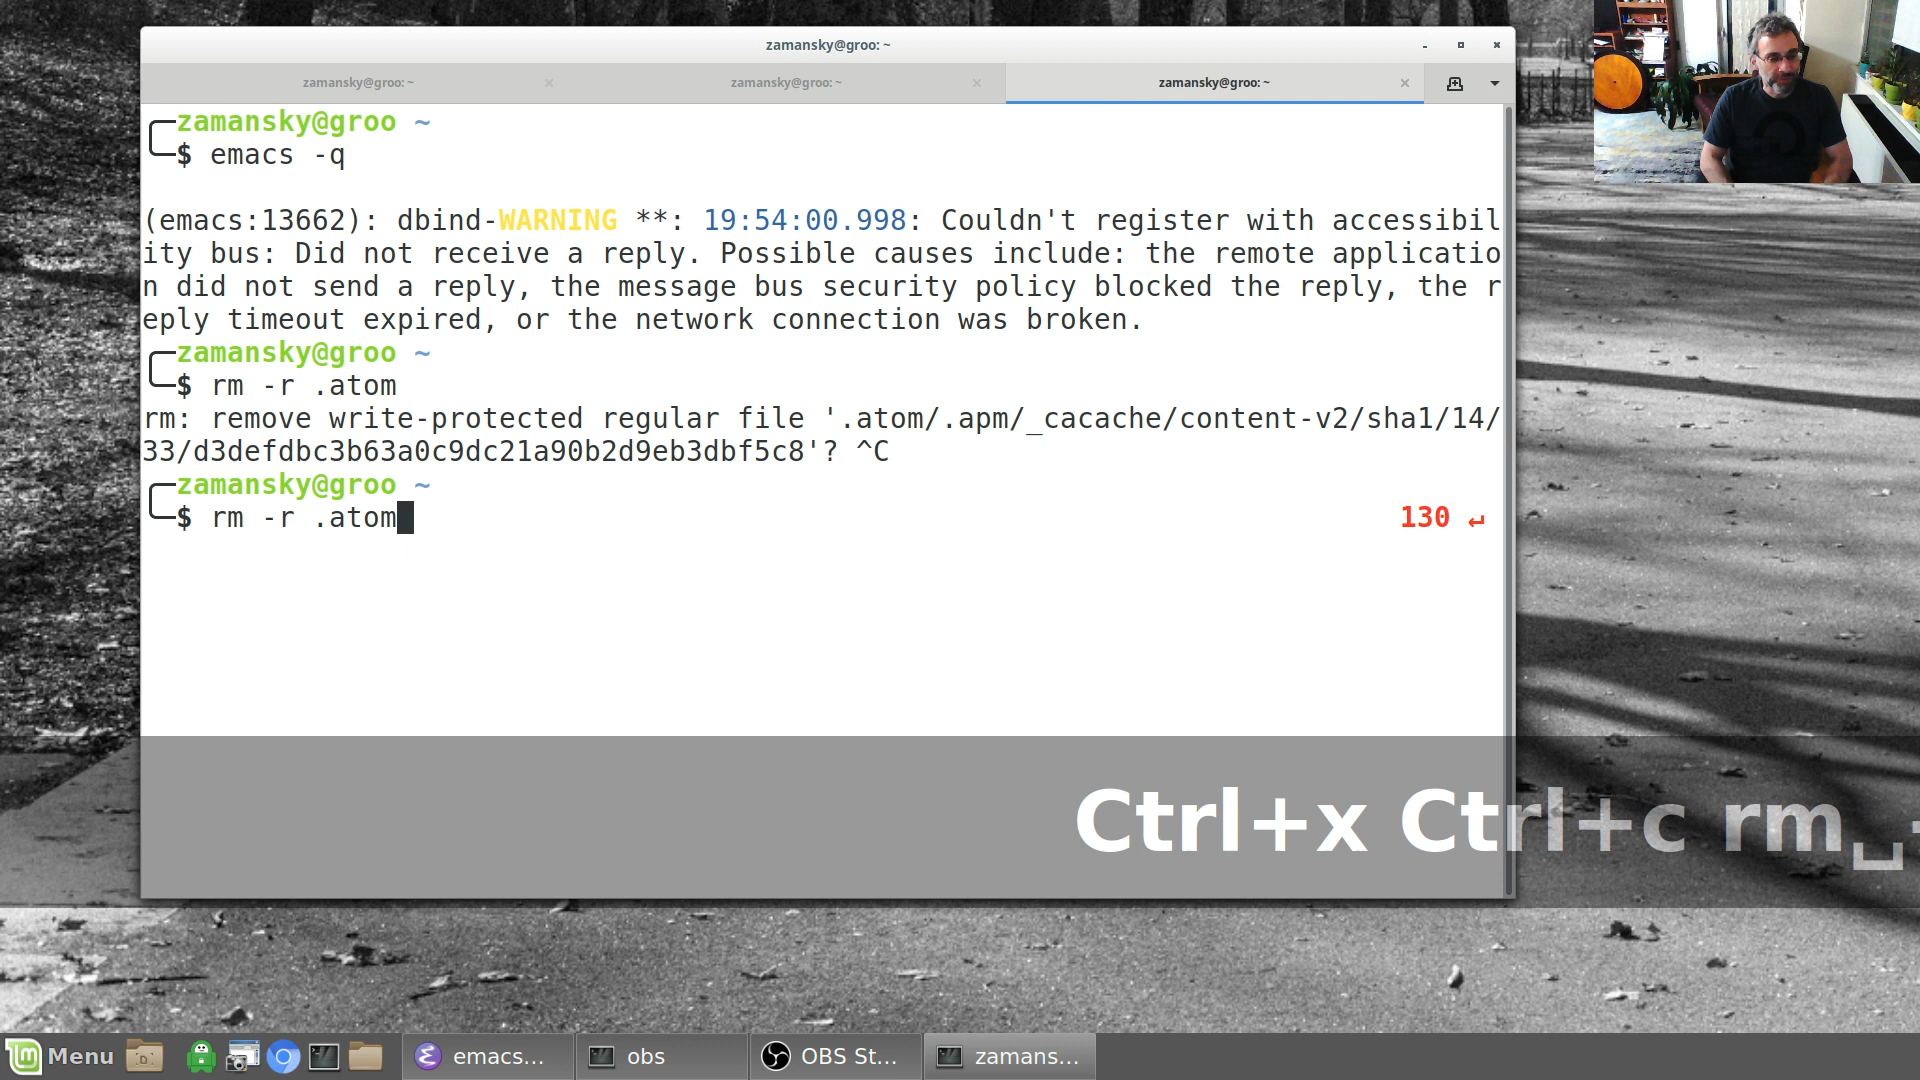 zamansky@groo: ~
zamansky@groo: ~
zamansky@groo: ~
zamansky@groo: ~
zamansky@groo ~
$ emacs -q
(emacs:13662): dbind-WARNING **: 19:54:00.998: Couldn't register with accessibil
ity bus: Did not receive a reply. Possible causes include: the remote applicatio
n did not send a reply, the message bus security policy blocked the reply, the r
eply timeout expired, or the network connection was broken.
zamansky@groo ~
$ rm -r .atom
rm: remove write-protected regular file '.atom/.apm/_cacache/content-v2/sha1/14/
33/d3defdbc3b63a0c9dc21a90b2d9eb3dbf5c8'? ^C
zamansky@groo ~
$ rm -r .atom 130 ↵
Ctrl+x Ctrl+c rm␣
Menu emacs... obs OBS St... zamans...